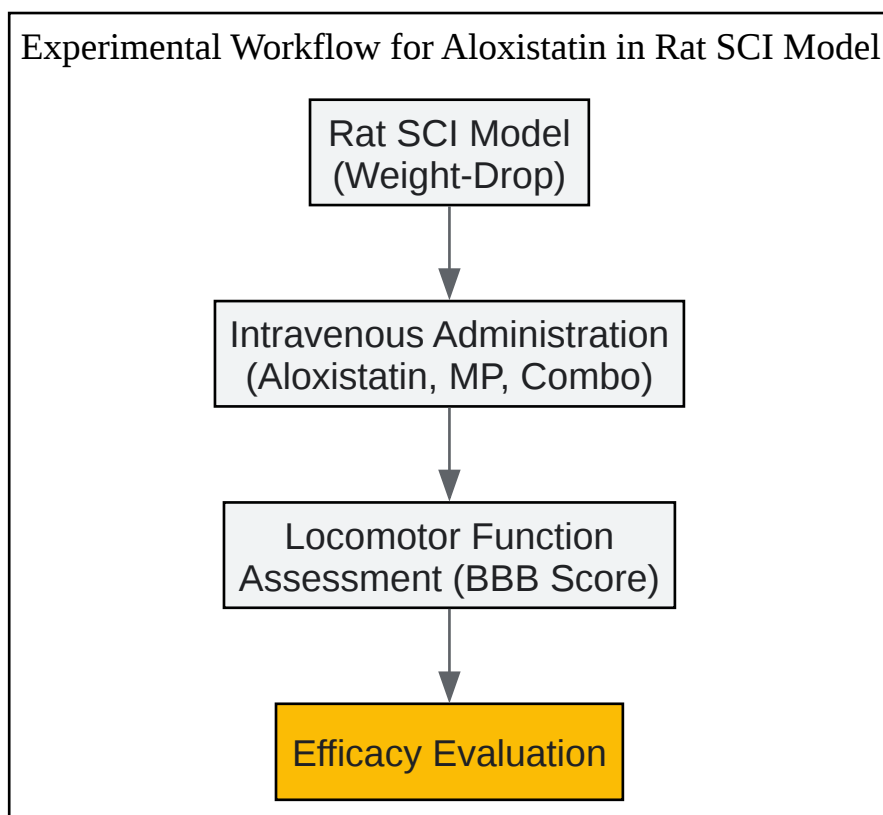 Experimental Workflow for Aloxistatin in Rat SCI Model
Rat SCI Model
(Weight-Drop)
Intravenous Administration
(Aloxistatin, MP, Combo)
Locomotor Function
Assessment (BBB Score)
Efficacy Evaluation